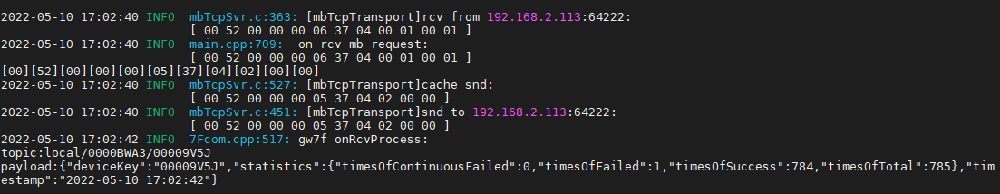 2022-05-10 17:02:40 INFO  mbTcpSvr.c:363: [mbTcpTransport]rcv from 192.168.2.113:64222:
[ 00 52 00 00 00 06 37 04 00 01 00 01 ]
2022-05-10 17:02:40 INFO  main.cpp:709:  on rcv mb request:
[ 00 52 00 00 00 06 37 04 00 01 00 01 ]
[00][52][00][00][00][05][37][04][02][00][00]
2022-05-10 17:02:40 INFO  mbTcpSvr.c:527: [mbTcpTransport]cache snd:
[ 00 52 00 00 00 05 37 04 02 00 00 ]
2022-05-10 17:02:40 INFO  mbTcpSvr.c:451: [mbTcpTransport]snd to 192.168.2.113:64222:
[ 00 52 00 00 00 05 37 04 02 00 00 ]
2022-05-10 17:02:42 INFO  7Fcom.cpp:517: gw7f onRcvProcess:
topic:local/0000BWA3/00009V5J
payload:{"deviceKey":"00009V5J","statistics":{"timesOfContinuousFailed":0,"timesOfFailed":1,"timesOfSuccess":784,"timesOfTotal":785},"tim
estamp":"2022-05-10 17:02:42"}